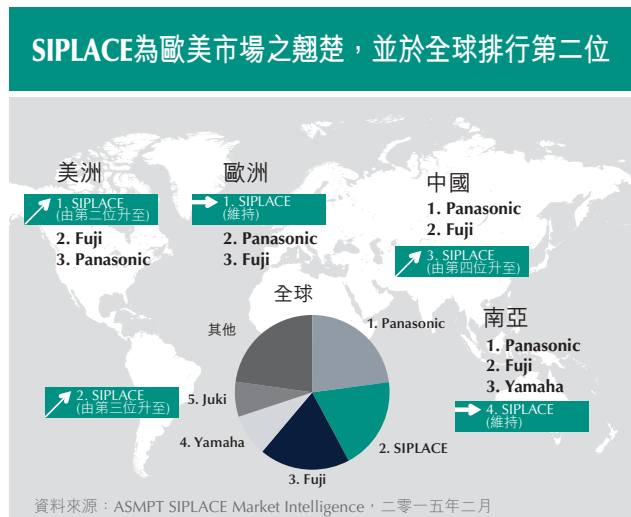 SIPLACE為歐美市場之翹楚，並於全球排行第二位
美洲
1. SIPLACE
(由第二位升至)
2. Fuji
3. Panasonic
歐洲
1. SIPLACE
(維持)
2. Panasonic
3. Fuji
中國
1. Panasonic
2. Fuji
3. SIPLACE
(由第四位升至)
南亞
1. Panasonic
2. Fuji
3. Yamaha
4. SIPLACE
(維持)
全球
1. Panasonic
2. SIPLACE
3. Fuji
4. Yamaha
5. Juki
其他
2. SIPLACE
(由第三位升至)
資料來源：ASMPT SIPLACE Market Intelligence，二零一五年二月